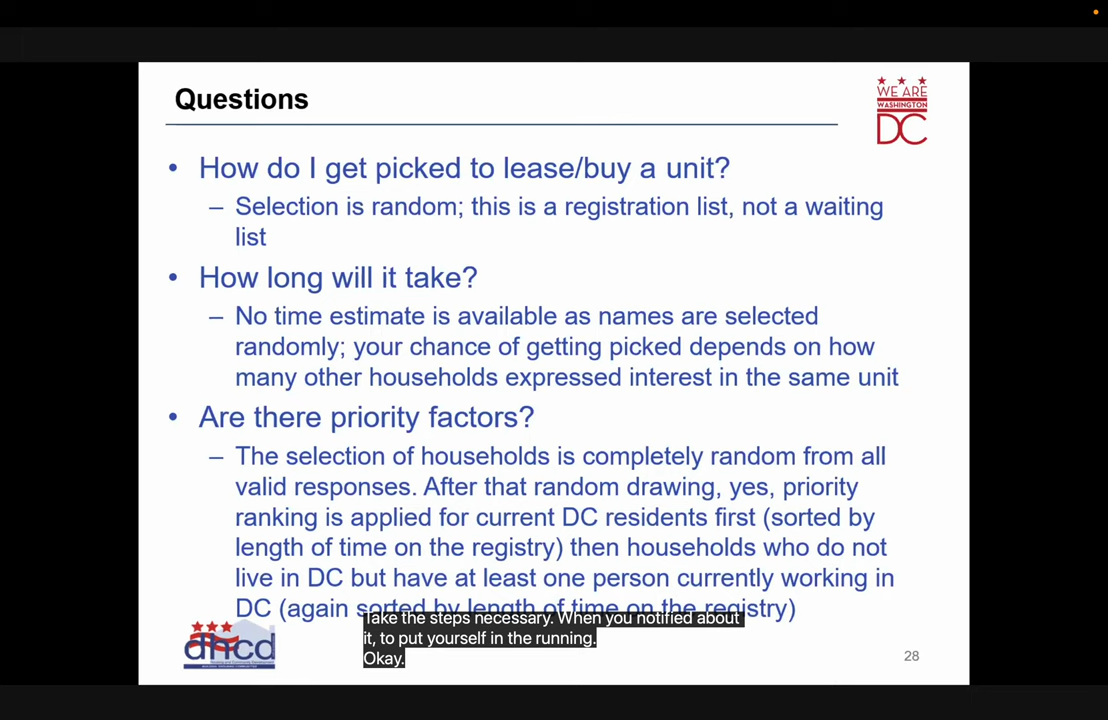 Questions
WE ARE
WASHINGTON
DC
• How do I get picked to lease/buy a unit?
– Selection is random; this is a registration list, not a waiting
list
• How long will it take?
– No time estimate is available as names are selected
randomly; your chance of getting picked depends on how
many other households expressed interest in the same unit
• Are there priority factors?
– The selection of households is completely random from all
valid responses. After that random drawing, yes, priority
ranking is applied for current DC residents first (sorted by
length of time on the registry) then households who do not
live in DC but have at least one person currently working in
DC (again sorted by length of time on the registry)
Take the steps necessary. When you notified about
it, to put yourself in the running.
Okay.
dhcd
28